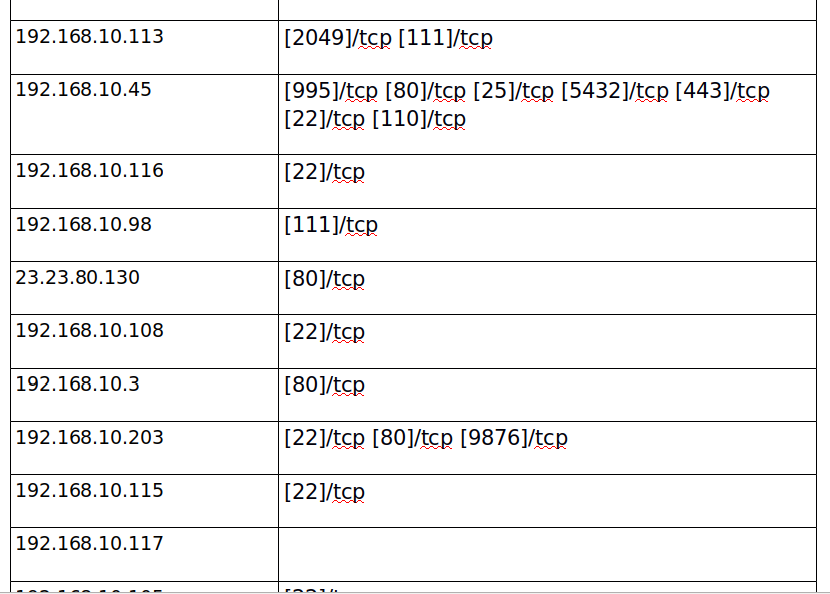 192.168.10.113 [2049]/tcp [111]/tcp
192.168.10.45 [995]/tcp [80]/tcp [25]/tcp [5432]/tcp [443]/tcp
[22]/tcp [110]/tcp
192.168.10.116 [22]/tcp
192.168.10.98 [111]/tcp
23.23.80.130 [80]/tcp
192.168.10.108 [22]/tcp
192.168.10.3 [80]/tcp
192.168.10.203 [22]/tcp [80]/tcp [9876]/tcp
192.168.10.115 [22]/tcp
192.168.10.117